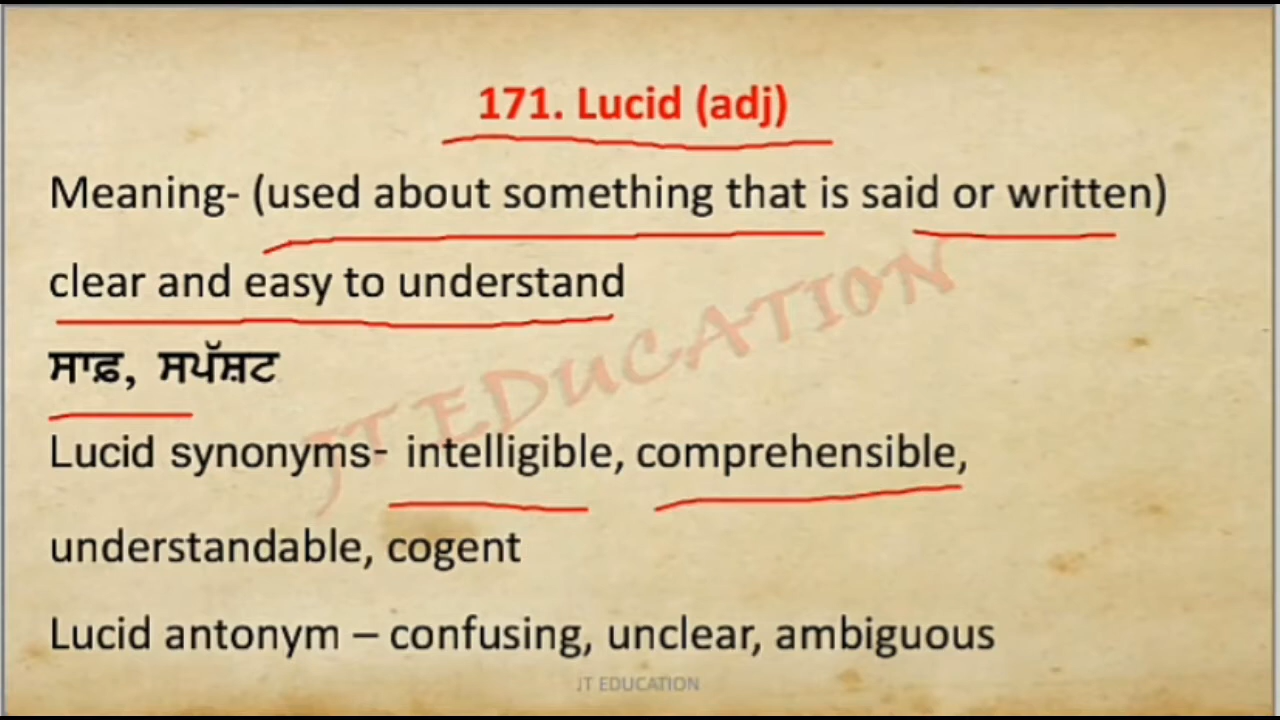 171. Lucid (adj)
Meaning- (used about something that is said or written)
clear and easy to understand
ਸਾਫ਼, ਸਪੱਸ਼ਟ
Lucid synonyms- intelligible, comprehensible,
understandable, cogent
Lucid antonym – confusing, unclear, ambiguous
JT EDUCATION
JT EDUCATION